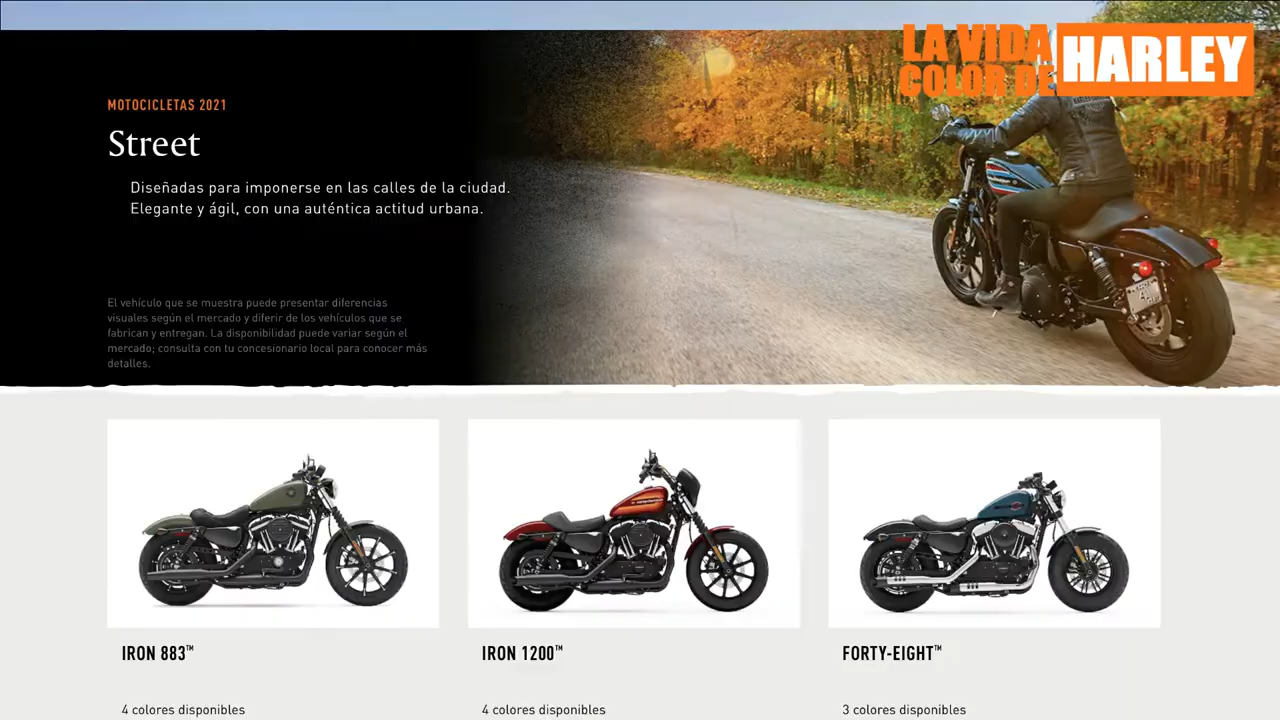 LA VIDA
COLOR DE
HARLEY
MOTOCICLETAS 2021
Street
Diseñadas para imponerse en las calles de la ciudad.
Elegante y ágil, con una auténtica actitud urbana.
El vehículo que se muestra puede presentar diferencias
visuales según el mercado y diferir de los vehículos que se
fabrican y entregan. La disponibilidad puede variar según el
mercado; consulta con tu concesionario local para conocer más
detalles.
IRON 883™
IRON 1200™
FORTY-EIGHT™
4 colores disponibles
4 colores disponibles
3 colores disponibles